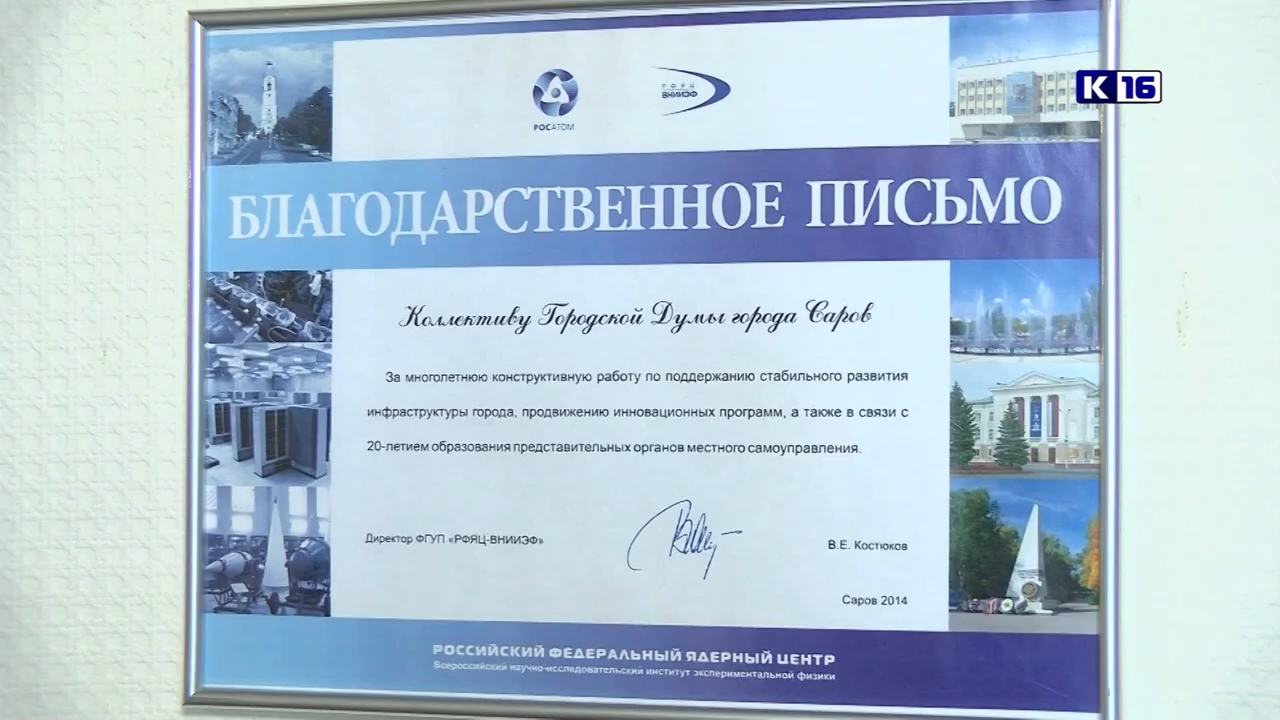 К 16
РОСАТОМ
РФЯЦ
ВНИИЭФ
БЛАГОДАРСТВЕННОЕ ПИСЬМО
Коллективу Городской Думы города Саров
За многолетнюю конструктивную работу по поддержанию стабильного развития
инфраструктуры города, продвижению инновационных программ, а также в связи с
20-летием образования представительных органов местного самоуправления.
Директор ФГУП «РФЯЦ-ВНИИЭФ»
В.Е. Костюков
Саров 2014
РОССИЙСКИЙ ФЕДЕРАЛЬНЫЙ ЯДЕРНЫЙ ЦЕНТР
Всероссийский научно-исследовательский институт экспериментальной физики